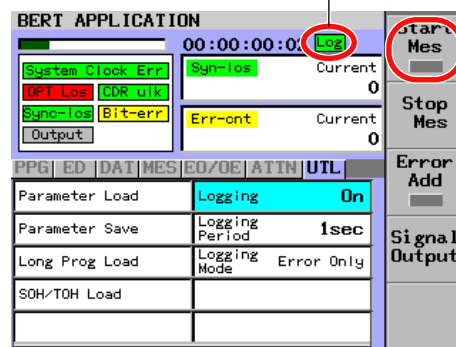 BERT APPLICATION
00:00:00:02 Log
System Clock Err
OPT Los CDR ulk
Sync-los Bit-err
Output
Syn-los Current
0
Err-cnt Current
0
PPG ED DAT MES EO/OE ATTN UTL
Parameter Load Logging On
Parameter Save Logging Period 1sec
Long Prog Load Logging Mode Error Only
SOH/TOH Load
Start
Mes
Stop
Mes
Error
Add
Signal
Output